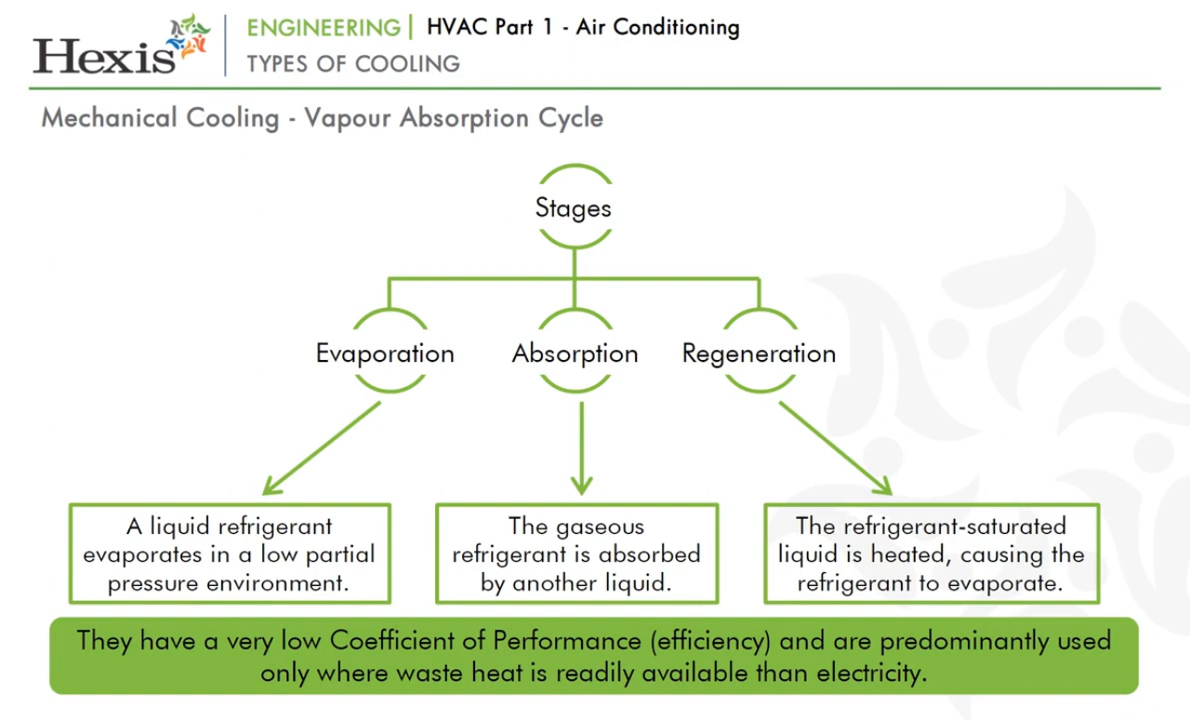 Hexis
ENGINEERING| HVAC Part 1 - Air Conditioning
TYPES OF COOLING
Mechanical Cooling - Vapour Absorption Cycle
Stages
Evaporation
Absorption
Regeneration
A liquid refrigerant
evaporates in a low partial
pressure environment.
The gaseous
refrigerant is absorbed
by another liquid.
The refrigerant-saturated
liquid is heated, causing the
refrigerant to evaporate.
They have a very low Coefficient of Performance (efficiency) and are predominantly used
only where waste heat is readily available than electricity.